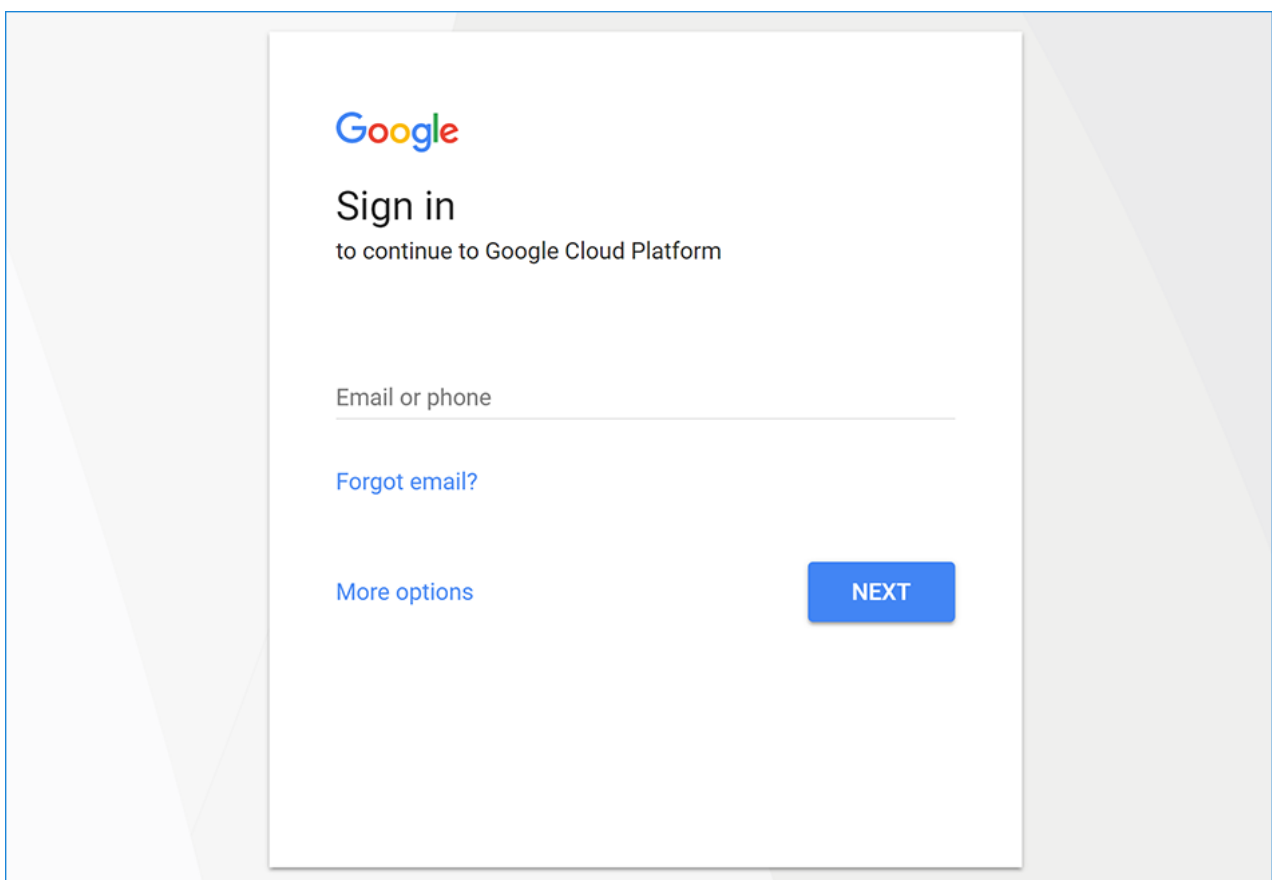 Google
Sign in
to continue to Google Cloud Platform
Email or phone
Forgot email?
More options
NEXT